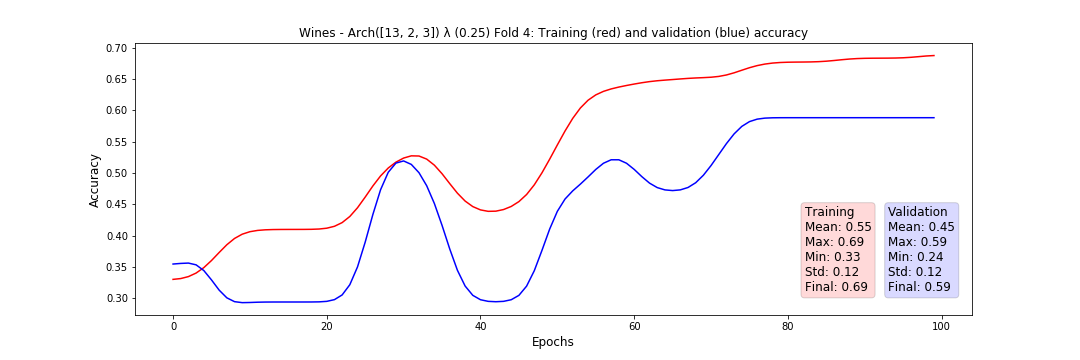 Wines - Arch([13, 2, 3]) λ (0.25) Fold 4: Training (red) and validation (blue) accuracy
Accuracy
0.70
0.65
0.60
0.55
0.50
0.45
0.40
0.35
0.30
Training
Mean: 0.55
Max: 0.69
Min: 0.33
Std: 0.12
Final: 0.69
Validation
Mean: 0.45
Max: 0.59
Min: 0.24
Std: 0.12
Final: 0.59
0
20
40
60
80
100
Epochs